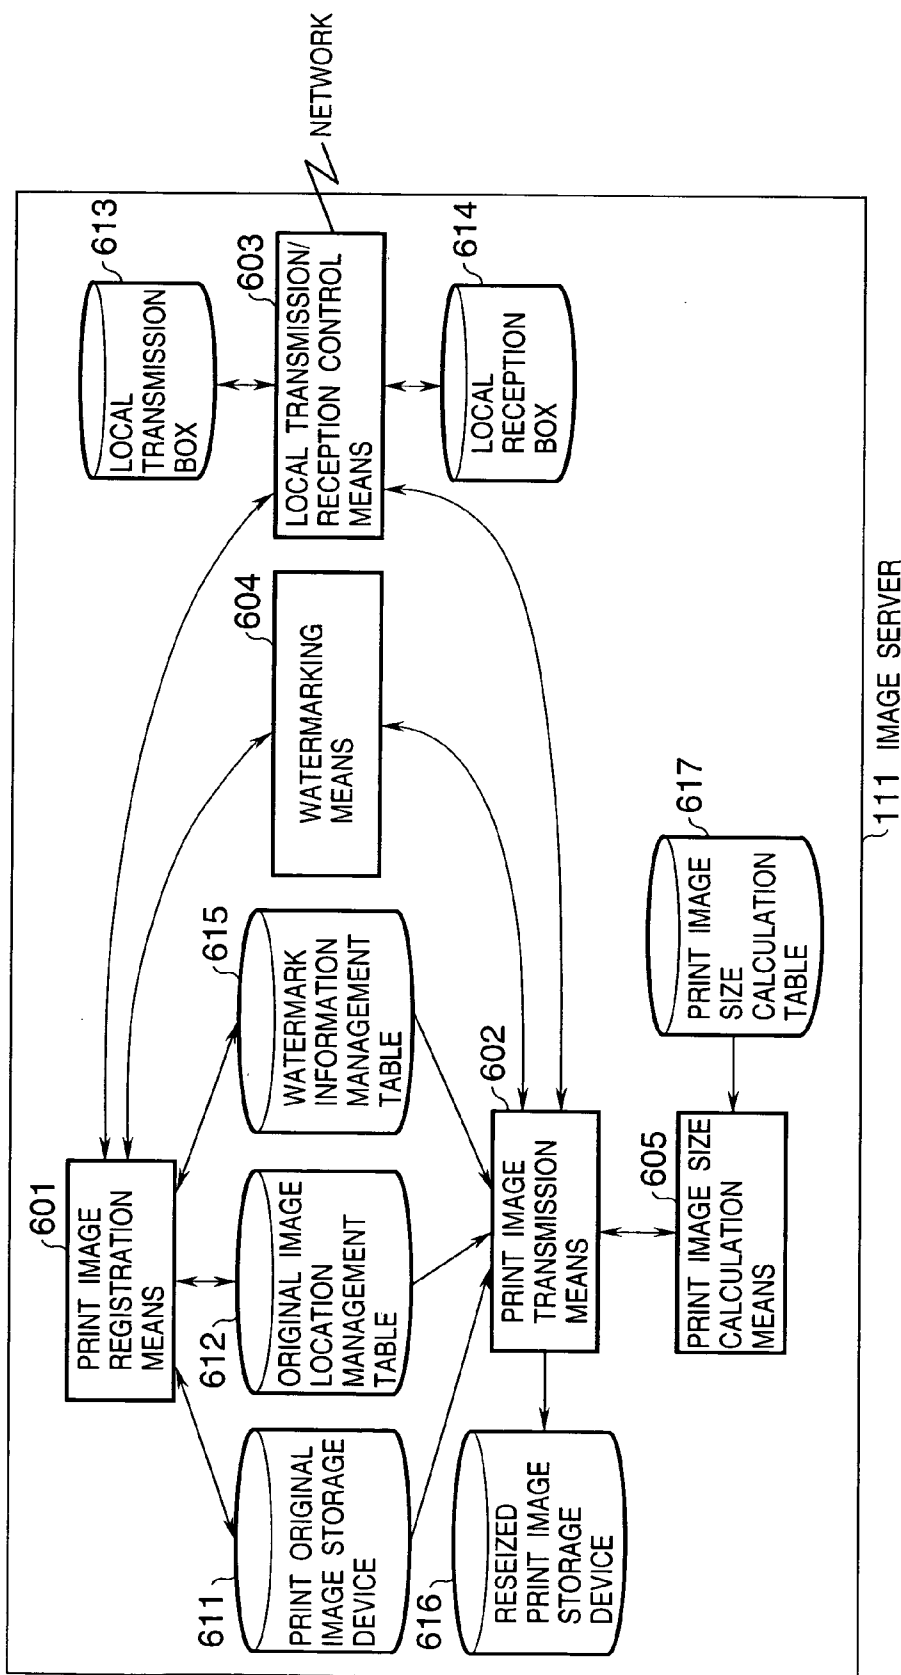 601
PRINT IMAGE
REGISTRATION
MEANS
613
LOCAL
TRANSMISSION
BOX
611
PRINT ORIGINAL
IMAGE STORAGE
DEVICE
612
ORIGINAL IMAGE
LOCATION
MANAGEMENT
TABLE
615
WATERMARK
INFORMATION
MANAGEMENT
TABLE
604
WATERMARKING
MEANS
603
LOCAL TRANSMISSION/
RECEPTION CONTROL
MEANS
NETWORK
616
RESEIZED
PRINT IMAGE
STORAGE
DEVICE
602
PRINT IMAGE
TRANSMISSION
MEANS
614
LOCAL
RECEPTION
BOX
605
PRINT IMAGE SIZE
CALCULATION
MEANS
617
PRINT IMAGE
SIZE
CALCULATION
TABLE
111 IMAGE SERVER